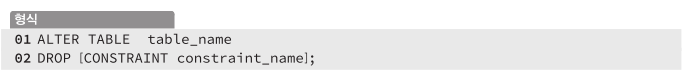 형식
01 ALTER TABLE table_name
02 DROP [CONSTRAINT constraint_name];